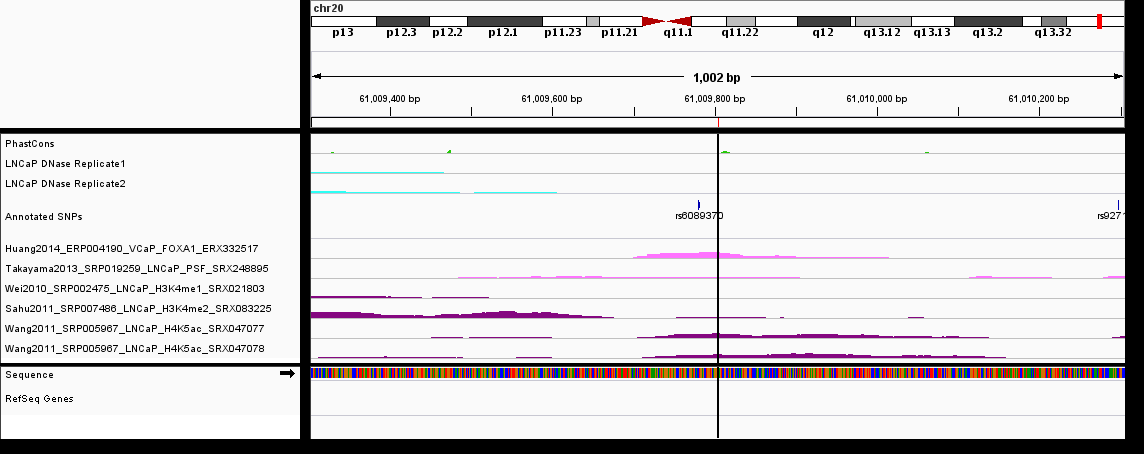 chr20
p13 p12.3 p12.2 p12.1 p11.23 p11.21 q11.1 q11.22 q12 q13.12 q13.13 q13.2 q13.32
1,002 bp
61,009,400 bp 61,009,600 bp 61,009,800 bp 61,010,000 bp 61,010,200 bp
PhastCons
LNCaP DNase Replicate1
LNCaP DNase Replicate2
Annotated SNPs
rs6089370 rs9271
Huang2014_ERP004190_VCaP_FOXA1_ERX332517
Takayama2013_SRP019259_LNCaP_PSF_SRX248895
Wei2010_SRP002475_LNCaP_H3K4me1_SRX021803
Sahu2011_SRP007486_LNCaP_H3K4me2_SRX083225
Wang2011_SRP005967_LNCaP_H4K5ac_SRX047077
Wang2011_SRP005967_LNCaP_H4K5ac_SRX047078
Sequence
RefSeq Genes